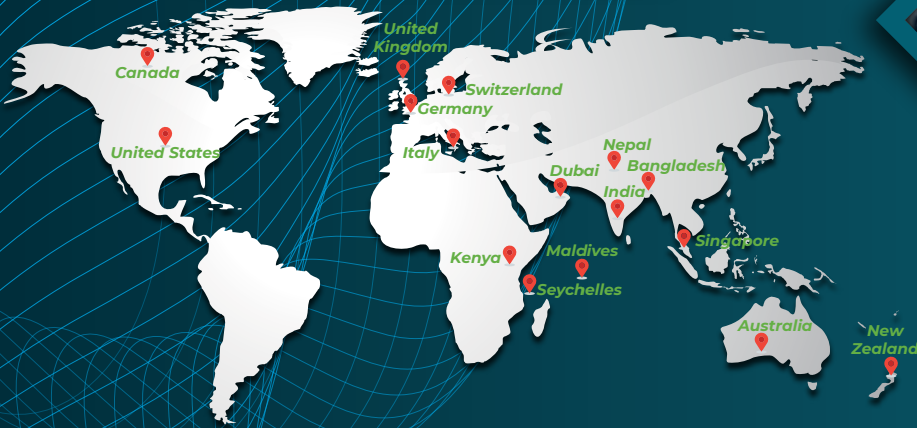 United
Kingdom
Canada
Switzerland
Germany
United States
Italy
Nepal
Bangladesh
Dubai
India
Singapore
Maldives
Kenya
Seychelles
Australia
New
Zealand